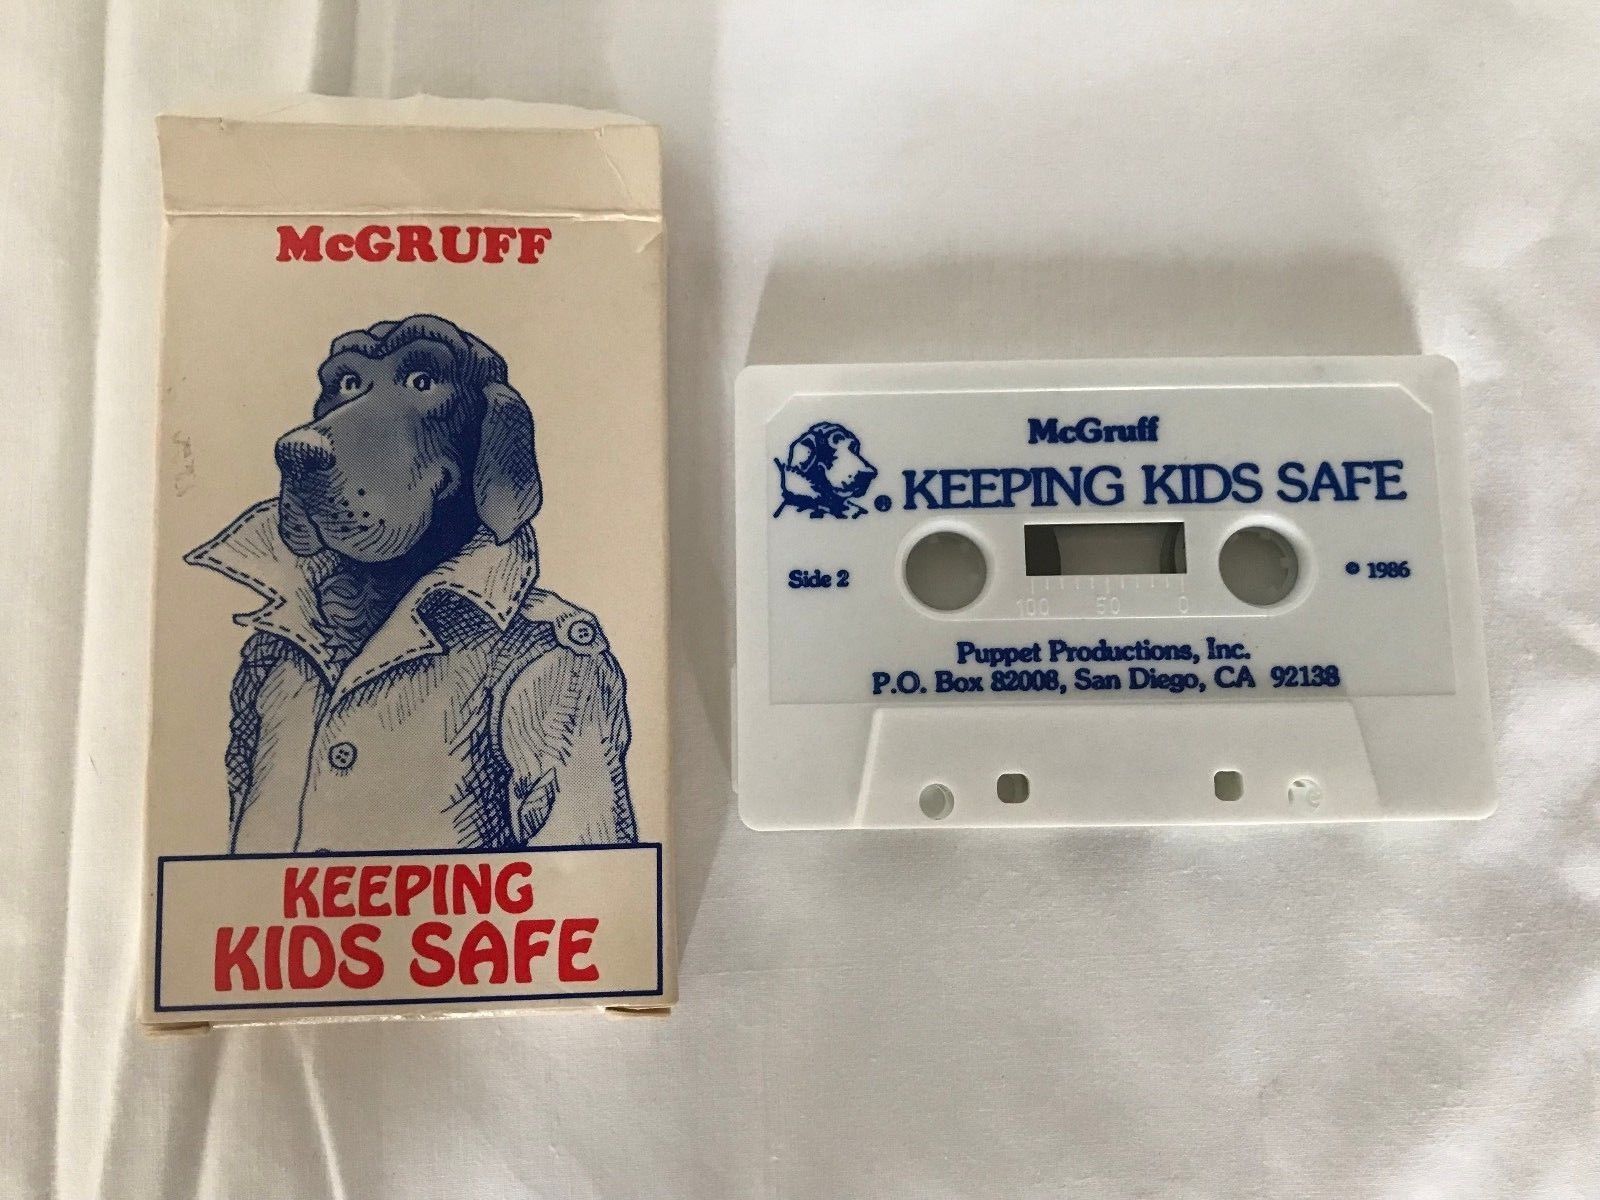 McGRUFF
KEEPING
KIDS SAFE
McGruff
® KEEPING KIDS SAFE
Side 2
© 1986
100 50 0
Puppet Productions, Inc.
P.O. Box 82008, San Diego, CA 92138